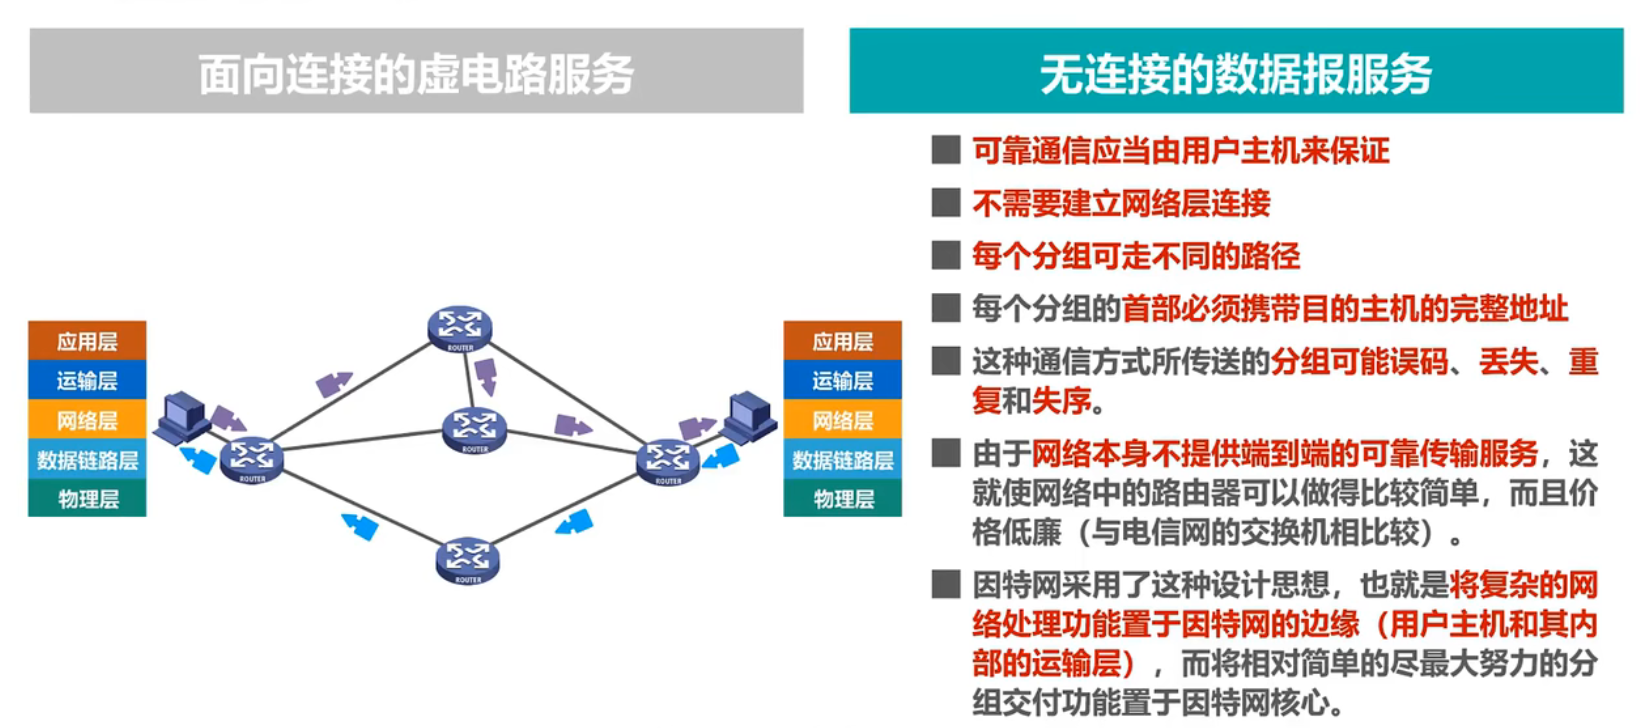 面向连接的虚电路服务
无连接的数据报服务
应用层
运输层
网络层
数据链路层
物理层
ROUTER
ROUTER
ROUTER
ROUTER
ROUTER
应用层
运输层
网络层
数据链路层
物理层
可靠通信应当由用户主机来保证
不需要建立网络层连接
每个分组可走不同的路径
每个分组的首部必须携带目的主机的完整地址
这种通信方式所传送的分组可能误码、丢失、重
复和失序。
由于网络本身不提供端到端的可靠传输服务，这
就使网络中的路由器可以做得比较简单，而且价
格低廉（与电信网的交换机相比较）。
因特网采用了这种设计思想，也就是将复杂的网
络处理功能置于因特网的边缘（用户主机和其内
部的运输层），而将相对简单的尽最大努力的分
组交付功能置于因特网核心。